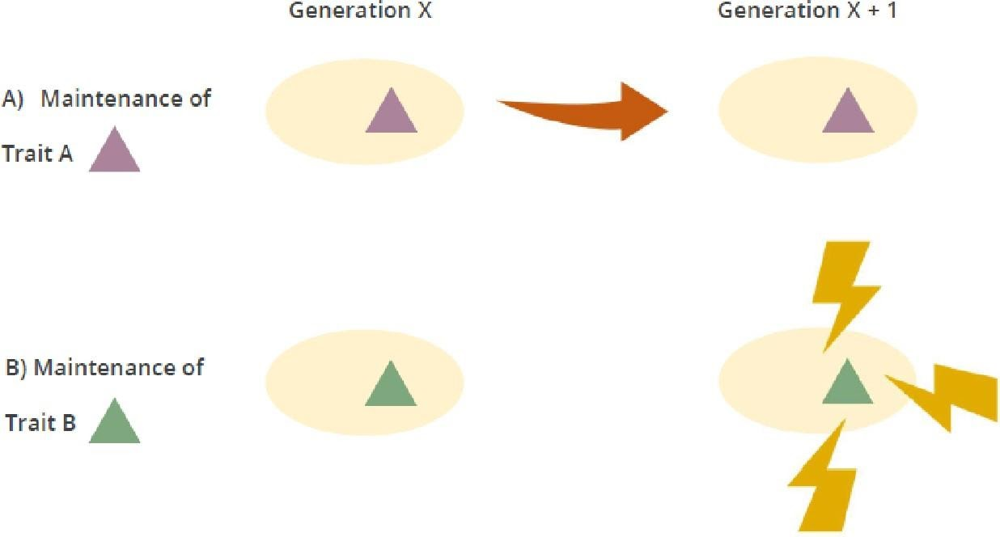 Generation X
Generation X + 1
A) Maintenance of
Trait A
B) Maintenance of
Trait B